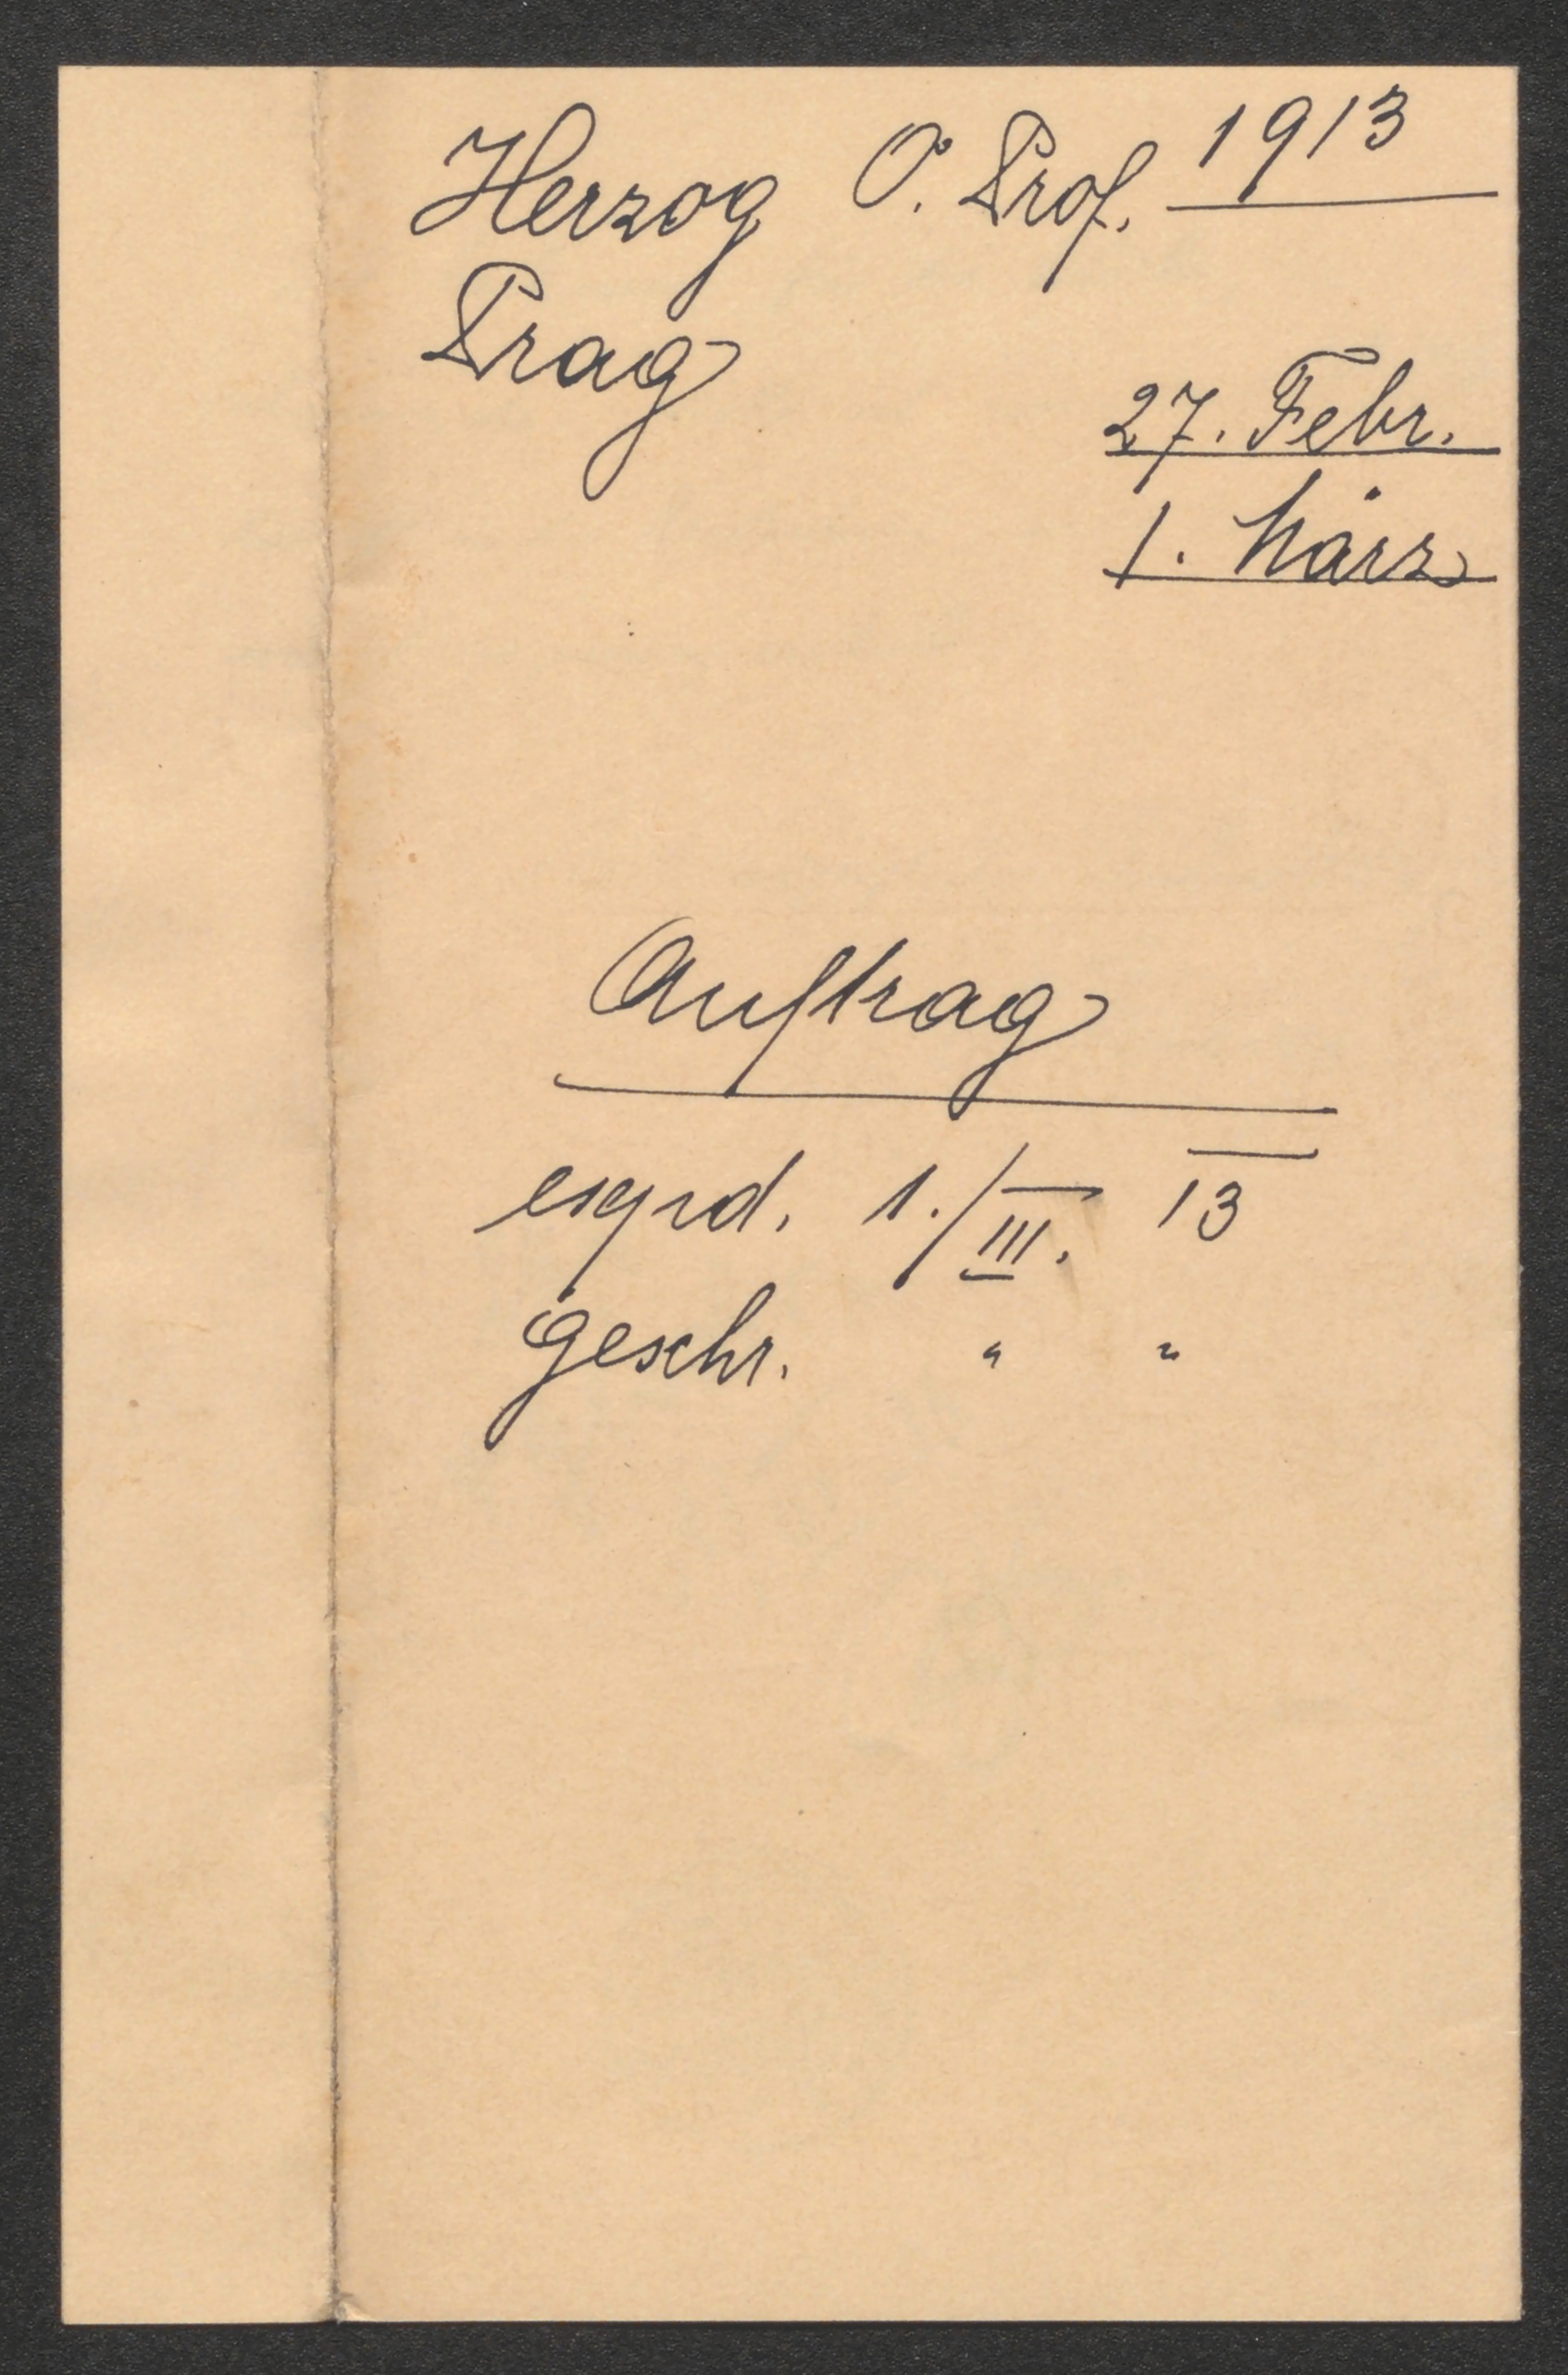 Herzog O. Prof. 1913
Prag
27. Febr.
1. März
Auftrag
expd. 1./III. 13
geschr. " "